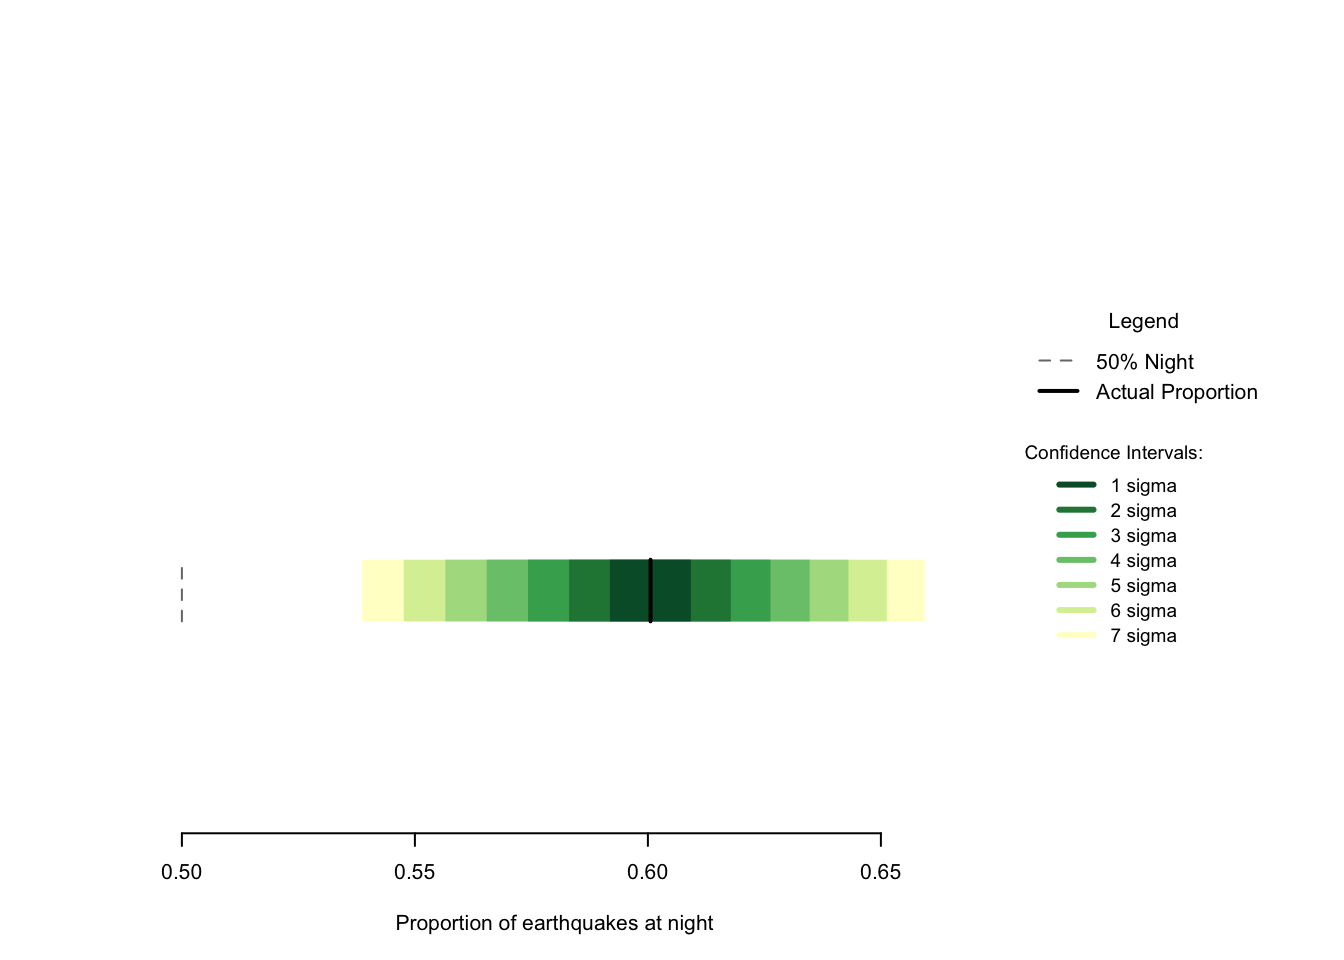 Legend
50% Night
Actual Proportion
Confidence Intervals:
1 sigma
2 sigma
3 sigma
4 sigma
5 sigma
6 sigma
7 sigma
0.50 0.55 0.60 0.65
Proportion of earthquakes at night